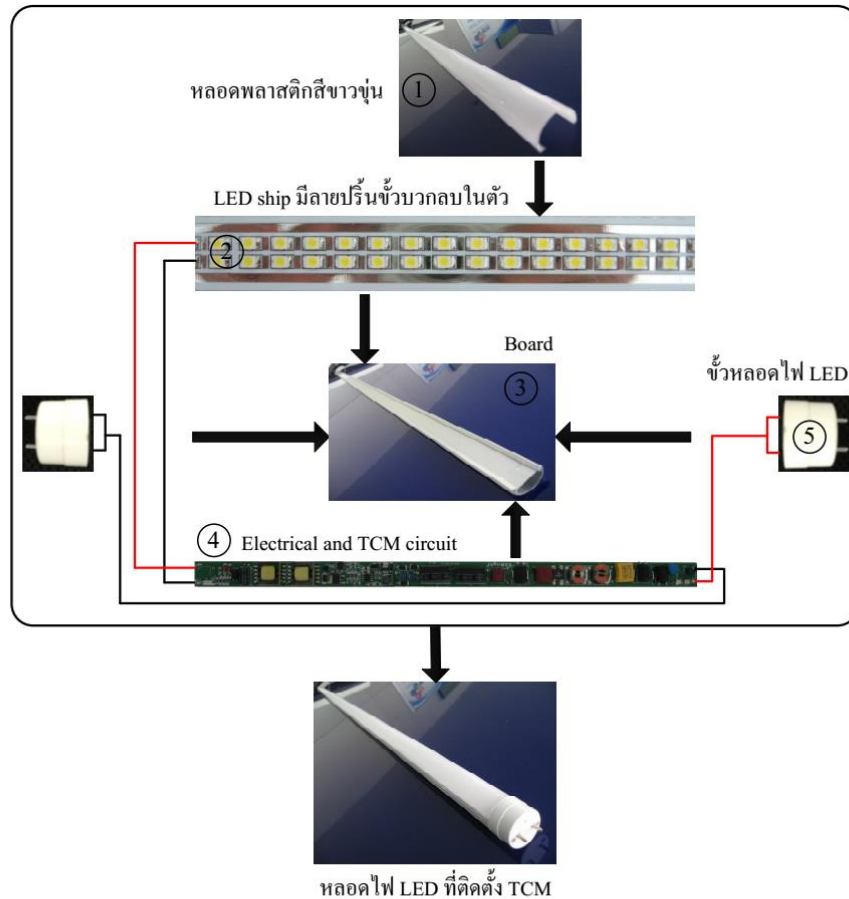 หลอดพลาสติกสีขาวขุ่น
1
LED ship มีลายปริ้นขั้วบวกลบในตัว
2
Board
3
ขั้วหลอดไฟ LED
5
4 Electrical and TCM circuit
หลอดไฟ LED ที่ติดตั้ง TCM